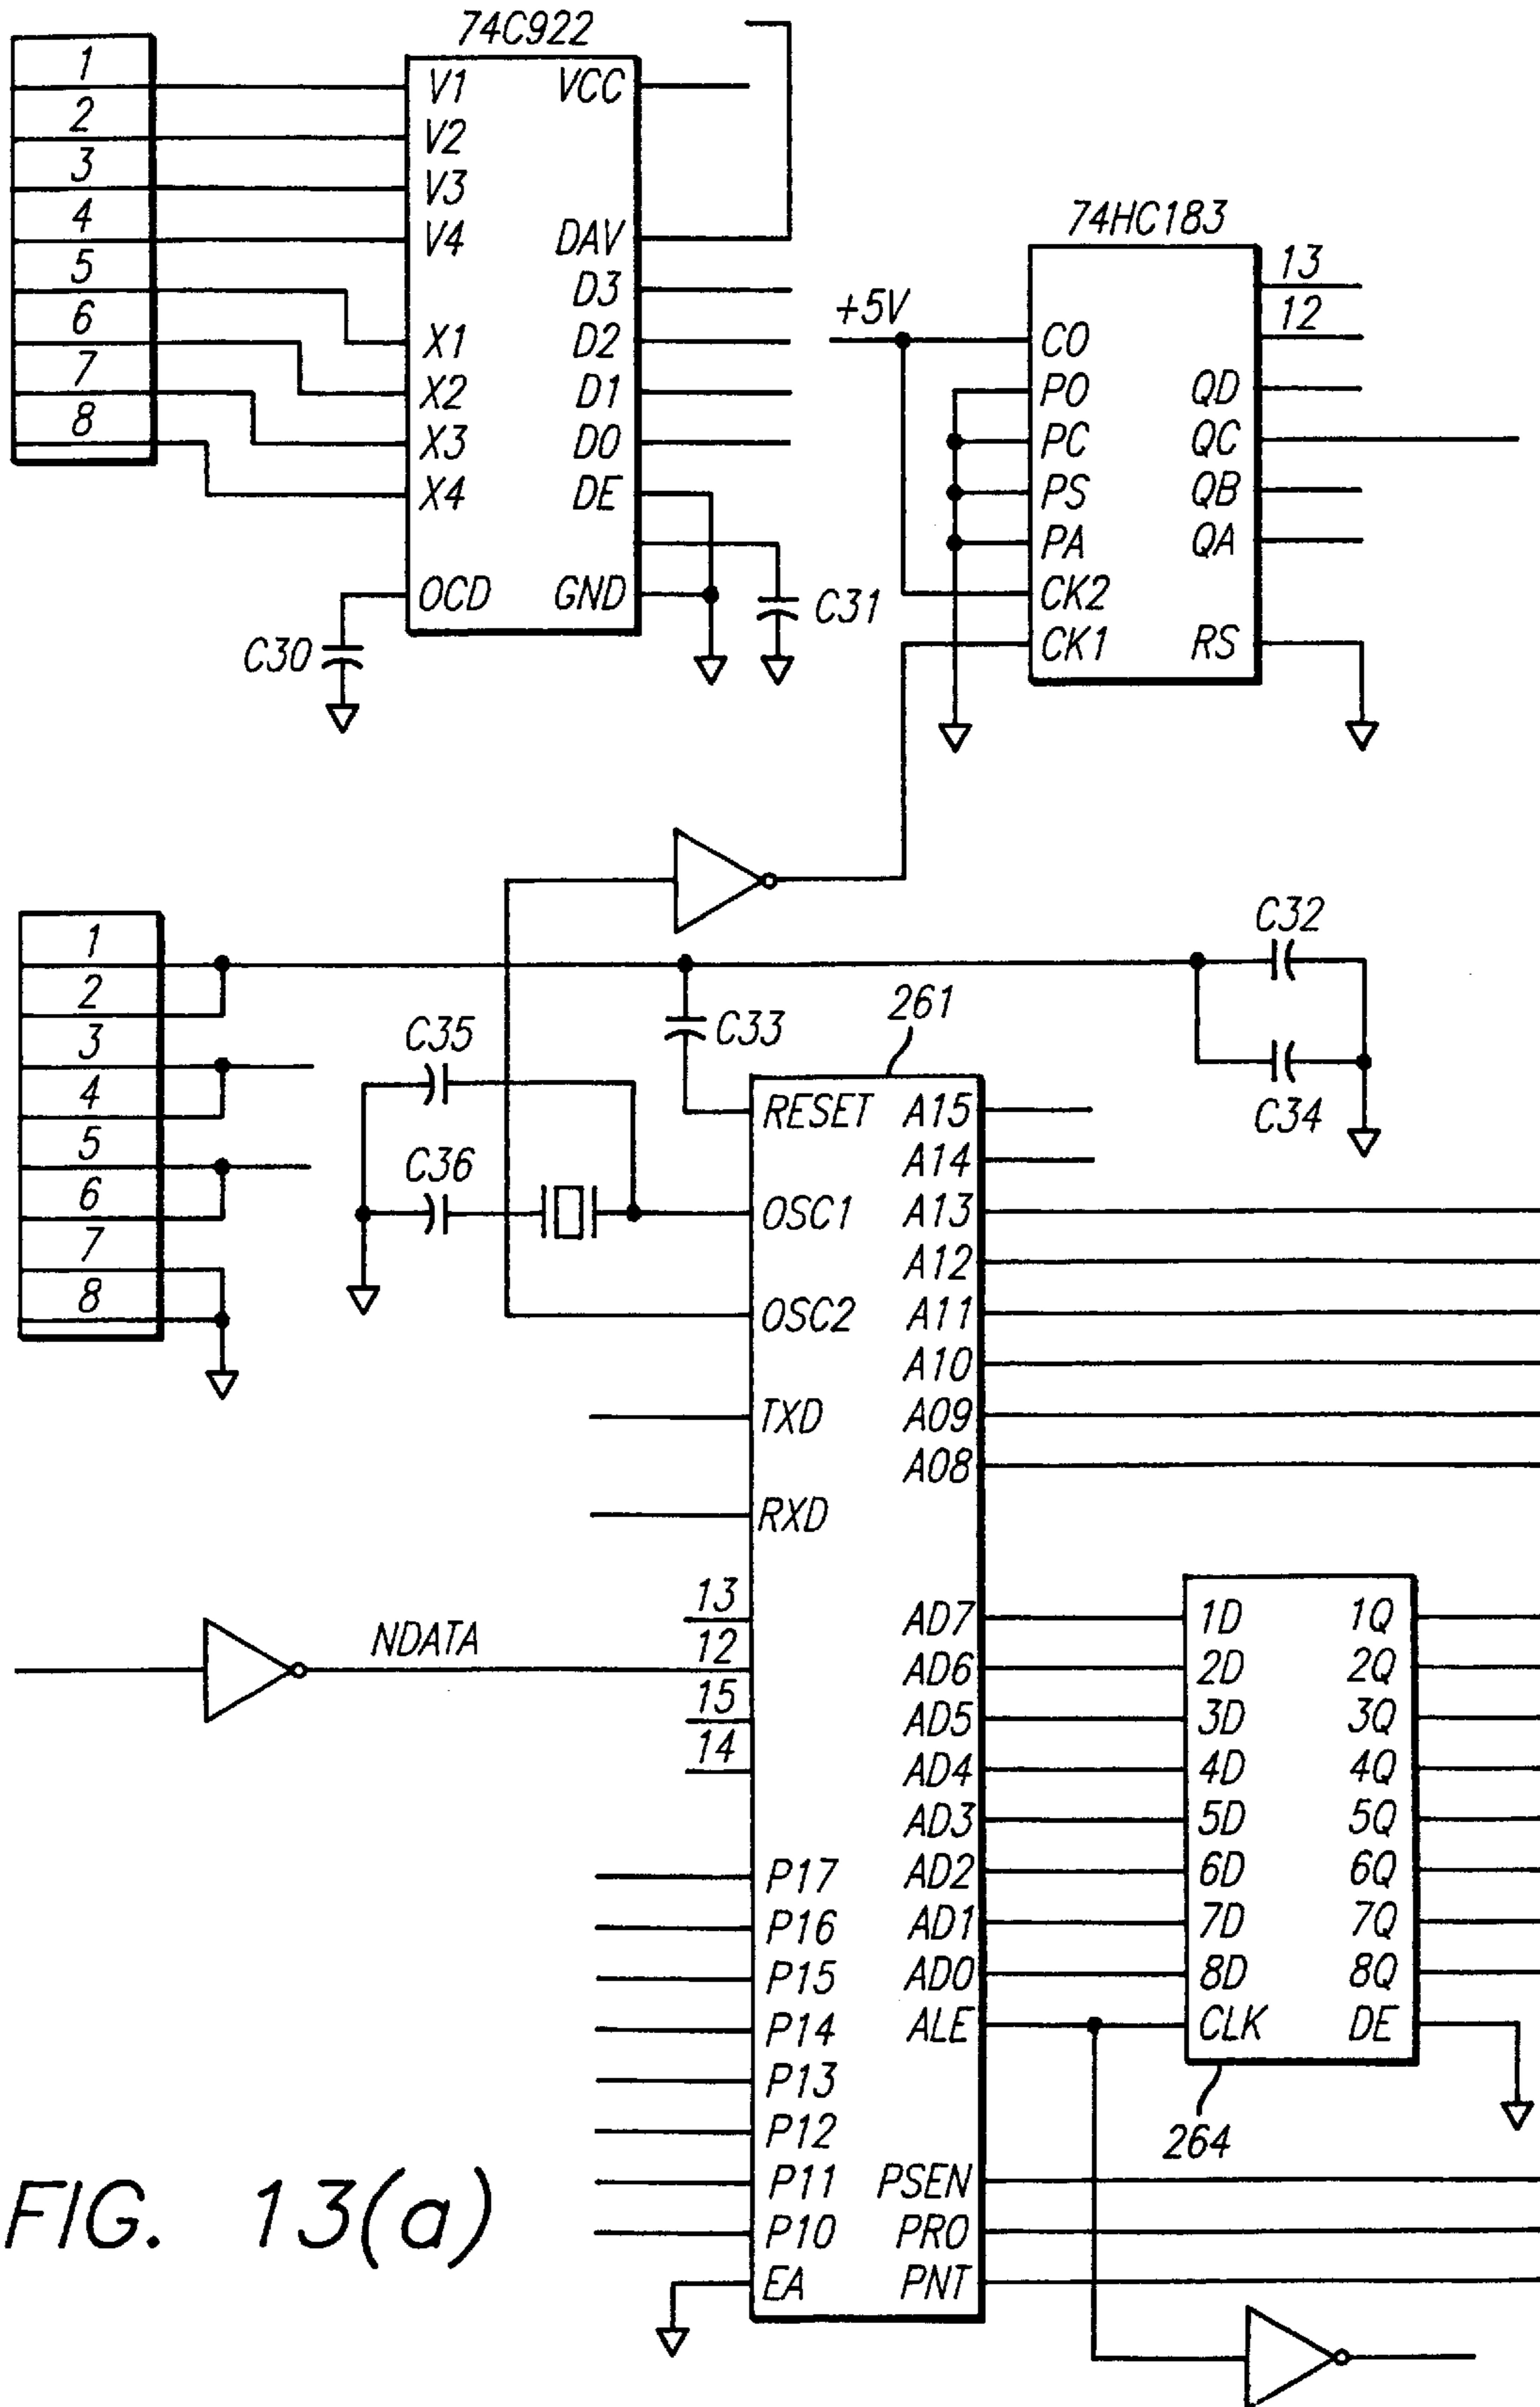 74C922
1
2
3
4
5
6
7
8
V1
V2
V3
V4
X1
X2
X3
X4
OCD
VCC
DAV
D3
D2
D1
D0
DE
GND
C30
C31
74HC183
+5V
CO
PO
PC
PS
PA
CK2
CK1
13
12
QD
QC
QB
QA
RS
1
2
3
4
5
6
7
8
C35
C36
C33
C32
C34
261
RESET
OSC1
OSC2
TXD
RXD
13
12
15
14
NDATA
P17
P16
P15
P14
P13
P12
P11
P10
EA
A15
A14
A13
A12
A11
A10
A09
A08
AD7
AD6
AD5
AD4
AD3
AD2
AD1
AD0
ALE
PSEN
PRO
PNT
1D
2D
3D
4D
5D
6D
7D
8D
CLK
1Q
2Q
3Q
4Q
5Q
6Q
7Q
8Q
DE
264
FIG. 13(a)